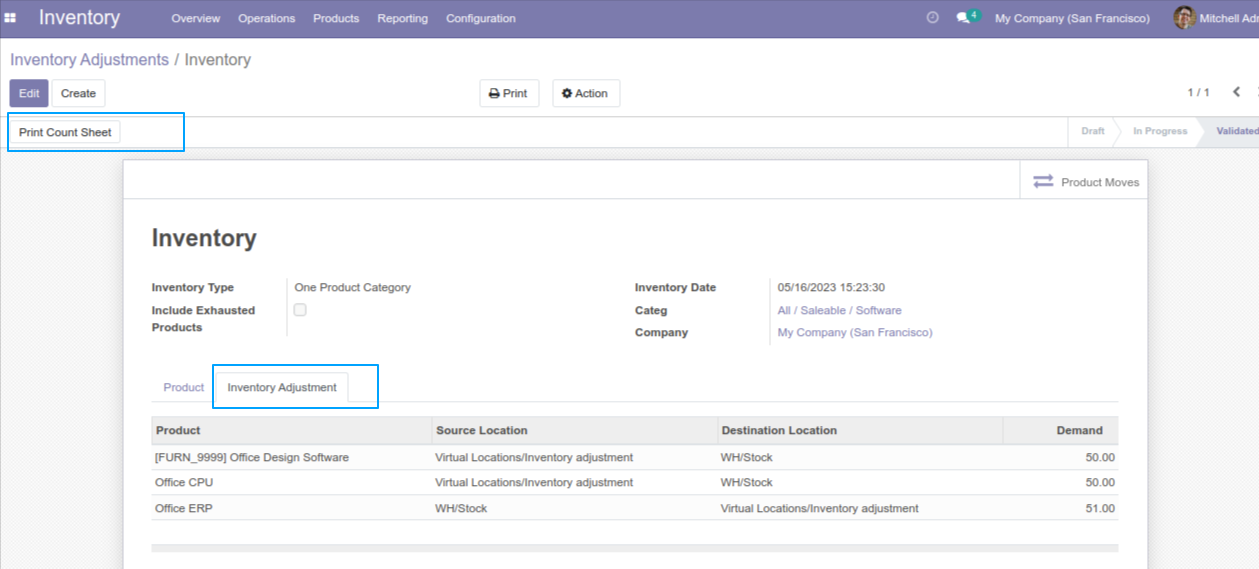 Inventory Overview Operations Products Reporting Configuration 4 My Company (San Francisco) Mitchell
Inventory Adjustments / Inventory
Edit Create Print Action 1 / 1
Print Count Sheet Draft In Progress Validated
Product Moves
Inventory
Inventory Type One Product Category Inventory Date 05/16/2023 15:23:30
Include Exhausted Products Categ All / Saleable / Software
Company My Company (San Francisco)
Product Inventory Adjustment
Product Source Location Destination Location Demand
[FURN_9999] Office Design Software Virtual Locations/Inventory adjustment WH/Stock 50.00
Office CPU Virtual Locations/Inventory adjustment WH/Stock 50.00
Office ERP WH/Stock Virtual Locations/Inventory adjustment 51.00